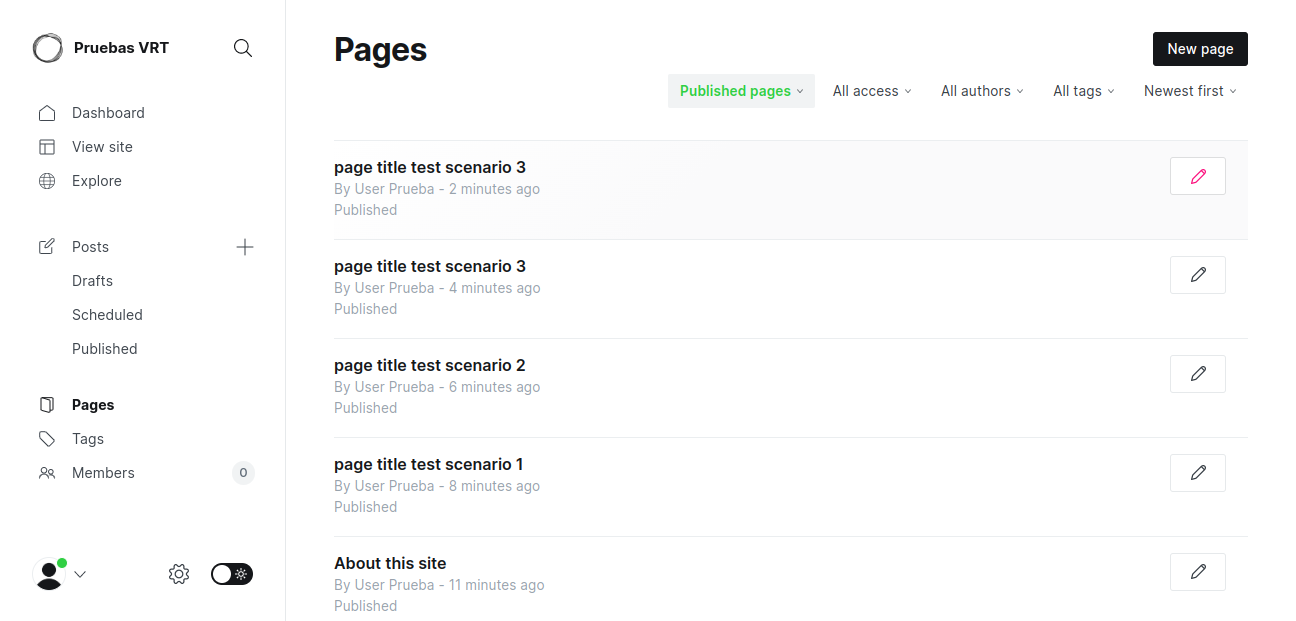 Pruebas VRT
Dashboard
View site
Explore
Posts
Drafts
Scheduled
Published
Pages
Tags
Members 0
Pages
New page
Published pages All access All authors All tags Newest first
page title test scenario 3
By User Prueba - 2 minutes ago
Published
page title test scenario 3
By User Prueba - 4 minutes ago
Published
page title test scenario 2
By User Prueba - 6 minutes ago
Published
page title test scenario 1
By User Prueba - 8 minutes ago
Published
About this site
By User Prueba - 11 minutes ago
Published